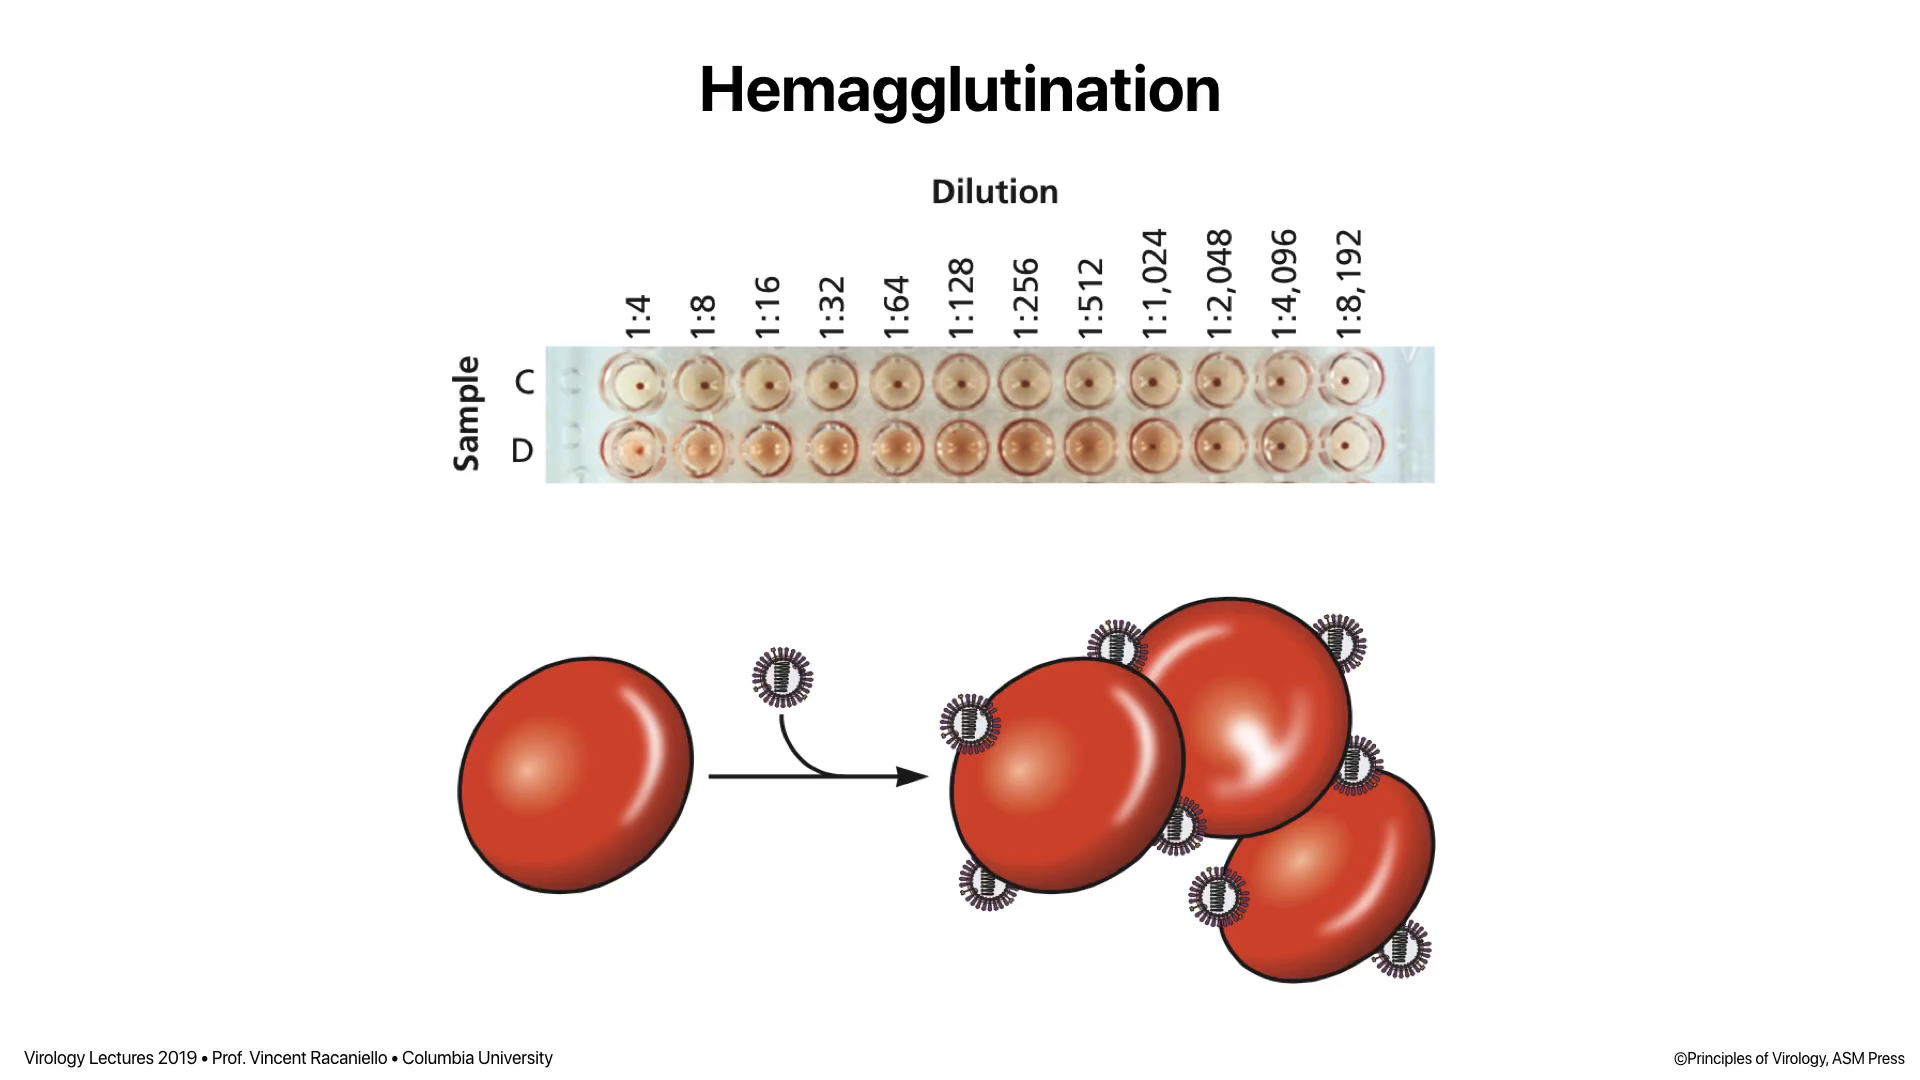 Hemagglutination
Dilution
1:4
1:8
1:16
1:32
1:64
1:128
1:256
1:512
1:1,024
1:2,048
1:4,096
1:8,192
Sample
C
D
Virology Lectures 2019 • Prof. Vincent Racaniello • Columbia University
©Principles of Virology, ASM Press